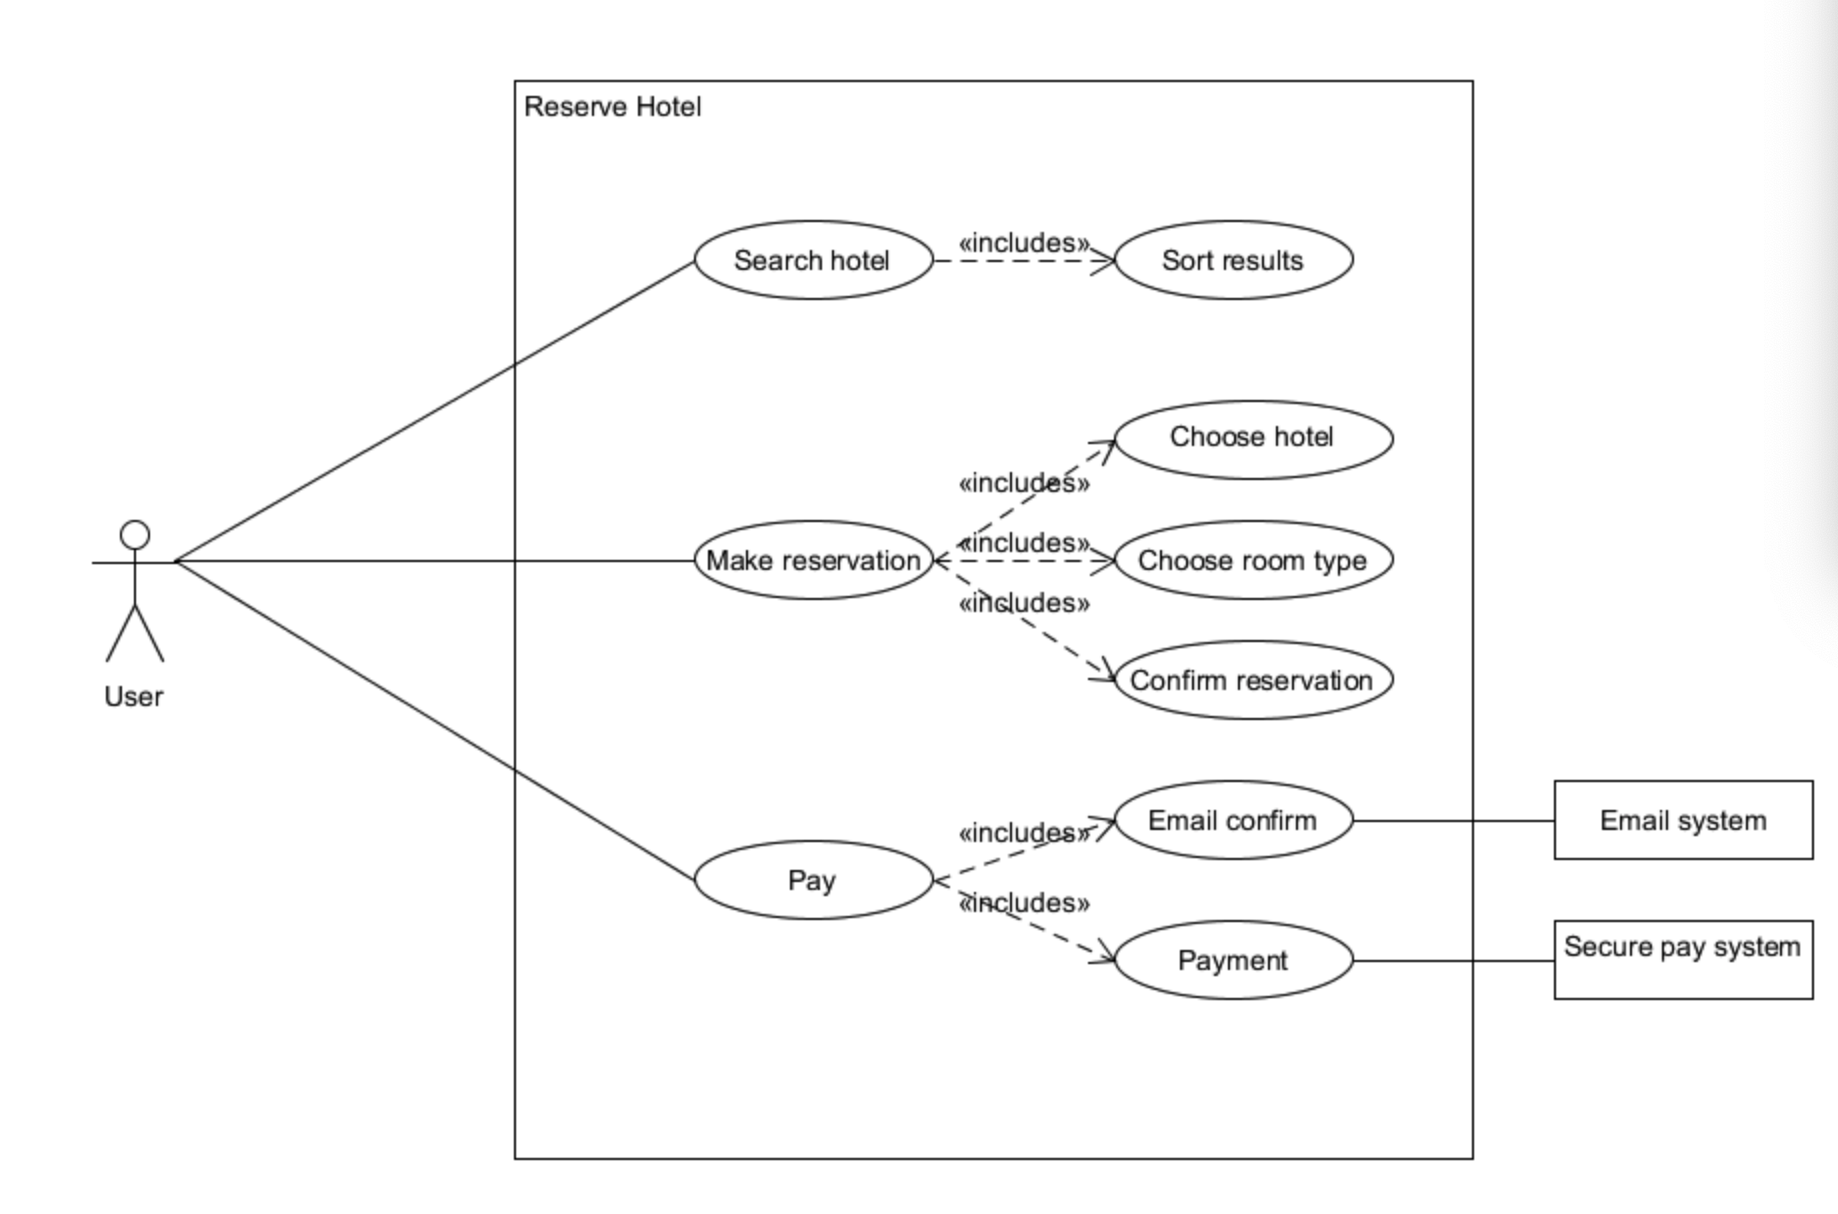 Reserve Hotel
Search hotel
«includes»
Sort results
Choose hotel
«includes»
Make reservation
«includes»
Choose room type
«includes»
Confirm reservation
User
Email confirm
Email system
«includes»
Pay
«includes»
Payment
Secure pay system